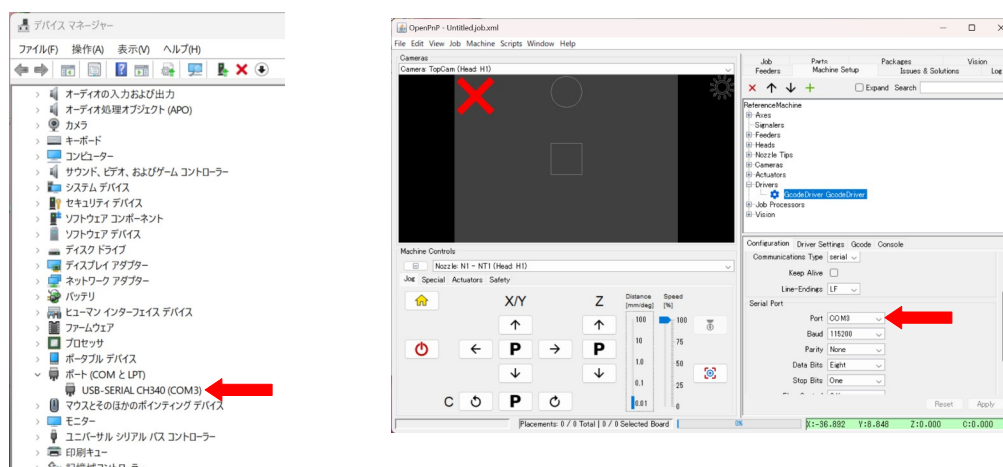 デバイス マネージャー
ファイル(F) 操作(A) 表示(V) ヘルプ(H)
オーディオの入力および出力
オーディオ処理オブジェクト (APO)
カメラ
キーボード
コンピューター
サウンド、ビデオ、およびゲーム コントローラー
システム デバイス
セキュリティ デバイス
ソフトウェア コンポーネント
ソフトウェア デバイス
ディスク ドライブ
ディスプレイ アダプター
ネットワーク アダプター
バッテリ
ヒューマン インターフェイス デバイス
ファームウェア
プロセッサ
ポータブル デバイス
ポート (COM と LPT)
USB-SERIAL CH340 (COM3)
マウスとそのほかのポインティング デバイス
モニター
ユニバーサル シリアル バス コントローラー
印刷キュー
OpenPnP - Untitled.job.xml
File Edit View Job Machine Scripts Window Help
Cameras
Camera: TopCam (Head: H1)
Machine Controls
Nozzle: N1 - NT1 (Head: H1)
Jog Special Actuators Safety
X/Y Z
Distance [mm/deg] Speed [%]
100 100
10 75
1.0 50
0.1 25
0.01 0
P P
C P
Placements: 0 / 0 Total | 0 / 0 Selected Board 0%
Job Parts Packages Vision
Feeders Machine Setup Issues & Solutions Log
Expand Search
ReferenceMachine
Axes
Signalers
Feeders
Heads
Nozzle Tips
Cameras
Actuators
Drivers
GcodeDriver GcodeDriver
Job Processors
Vision
Configuration Driver Settings Gcode Console
Communications Type serial
Keep Alive
Line-Endings LF
Serial Port
Port COM3
Baud 115200
Parity None
Data Bits Eight
Stop Bits One
Reset Apply
X:-36.892 Y:8.848 Z:0.000 C:0.000